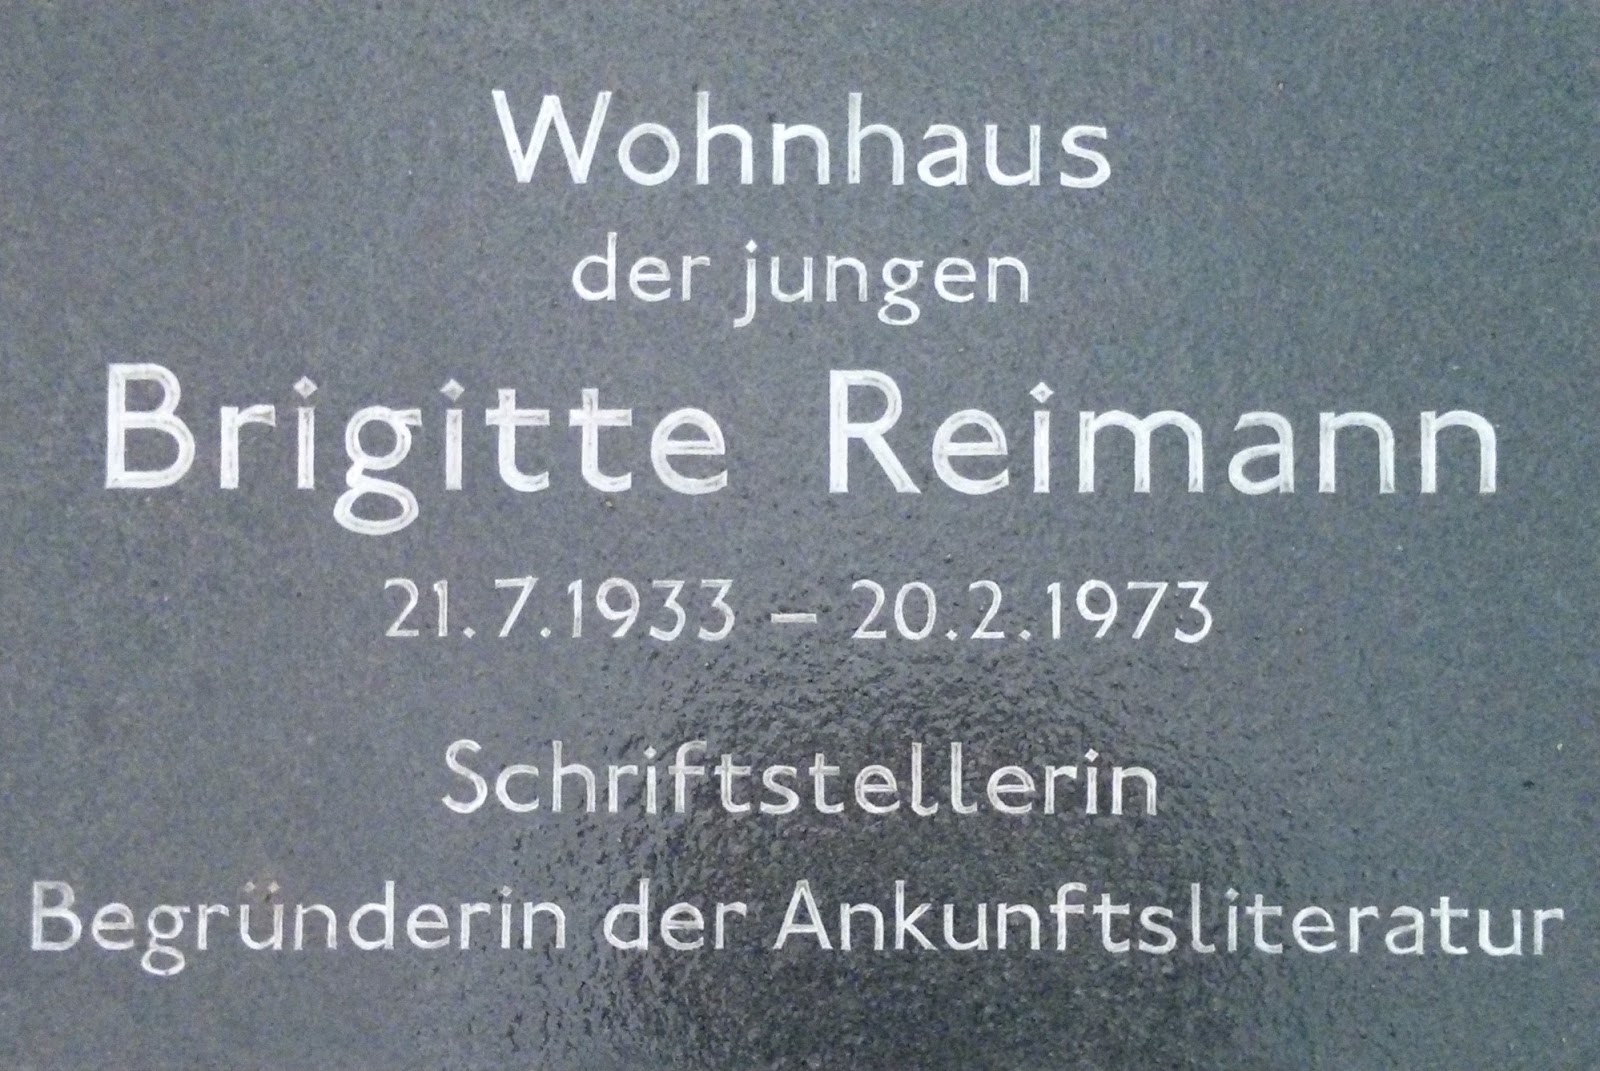 Wohnhaus
der jungen
Brigitte Reimann
21.7.1933 – 20.2.1973
Schriftstellerin
Begründerin der Ankunftsliteratur